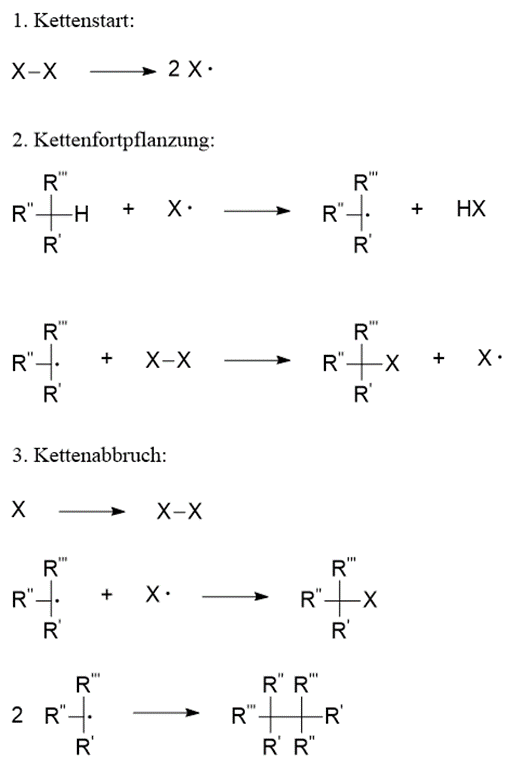 1. Kettenstart:
X–X → 2 X·
2. Kettenfortpflanzung:
R'''
R'' H + X· → R'' · + HX
R'
R'''
R'' · + X–X → R'' X + X·
R'
3. Kettenabbruch:
X → X–X
R'''
R'' · + X· → R'' X
R'
R''' R'' R'''
2 R'' · → R''' R'
R' R' R''